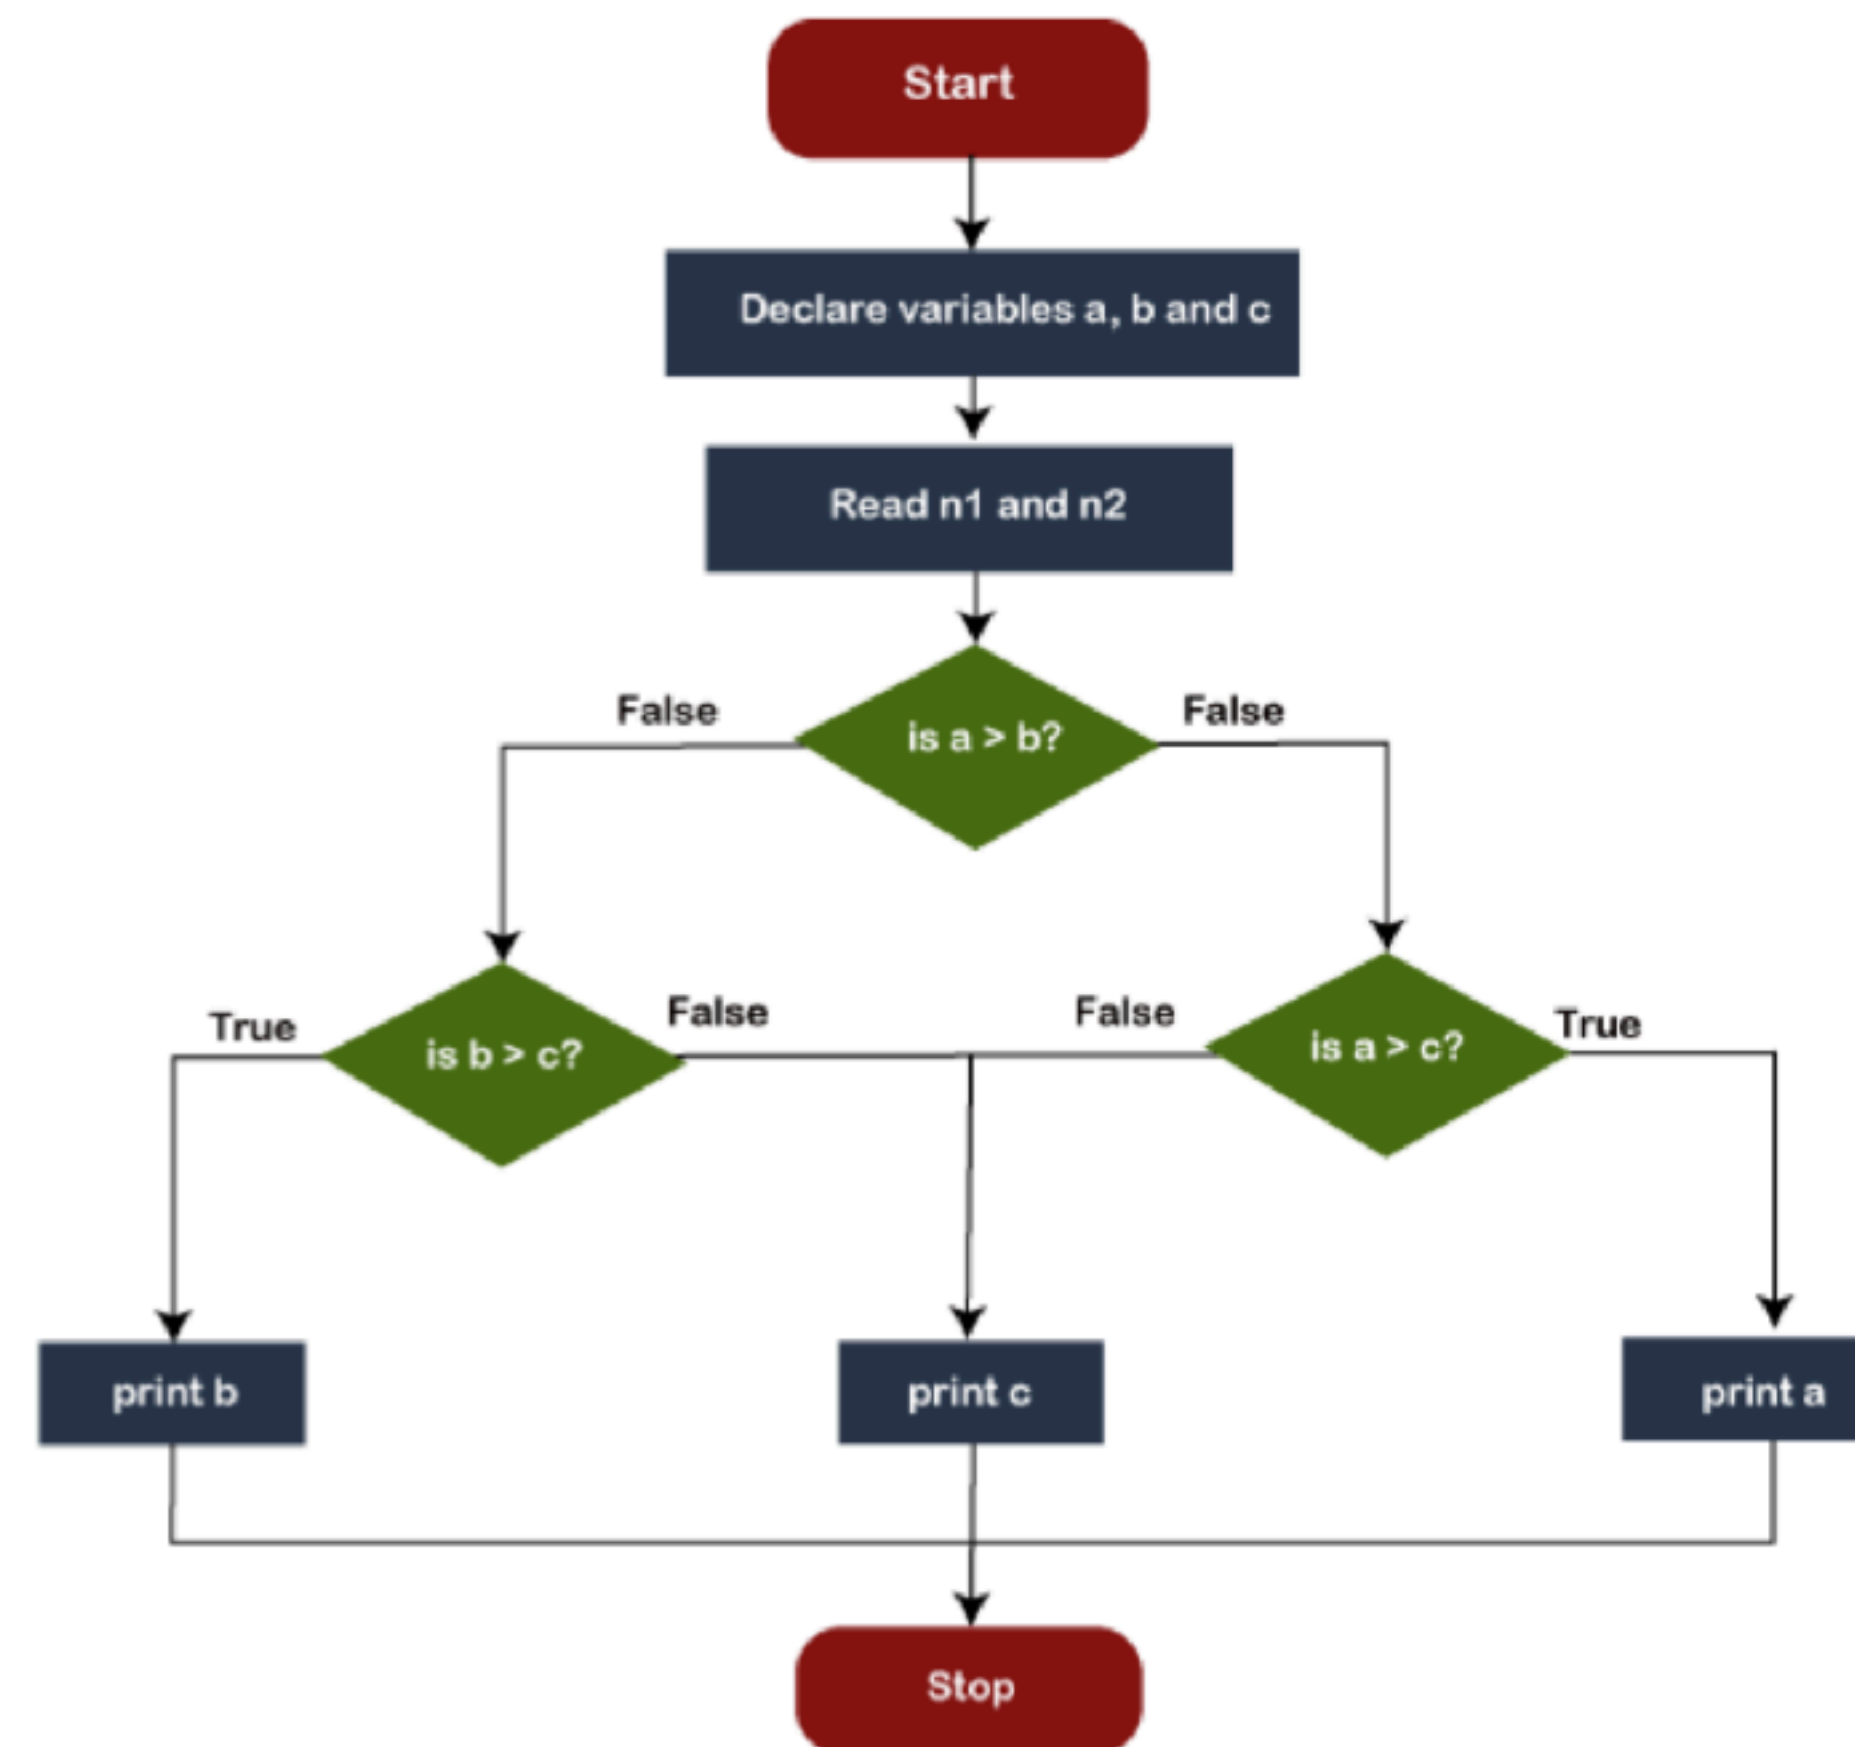 Start
Declare variables a, b and c
Read n1 and n2
False
is a > b?
False
True
is b > c?
False
False
is a > c?
True
print b
print c
print a
Stop